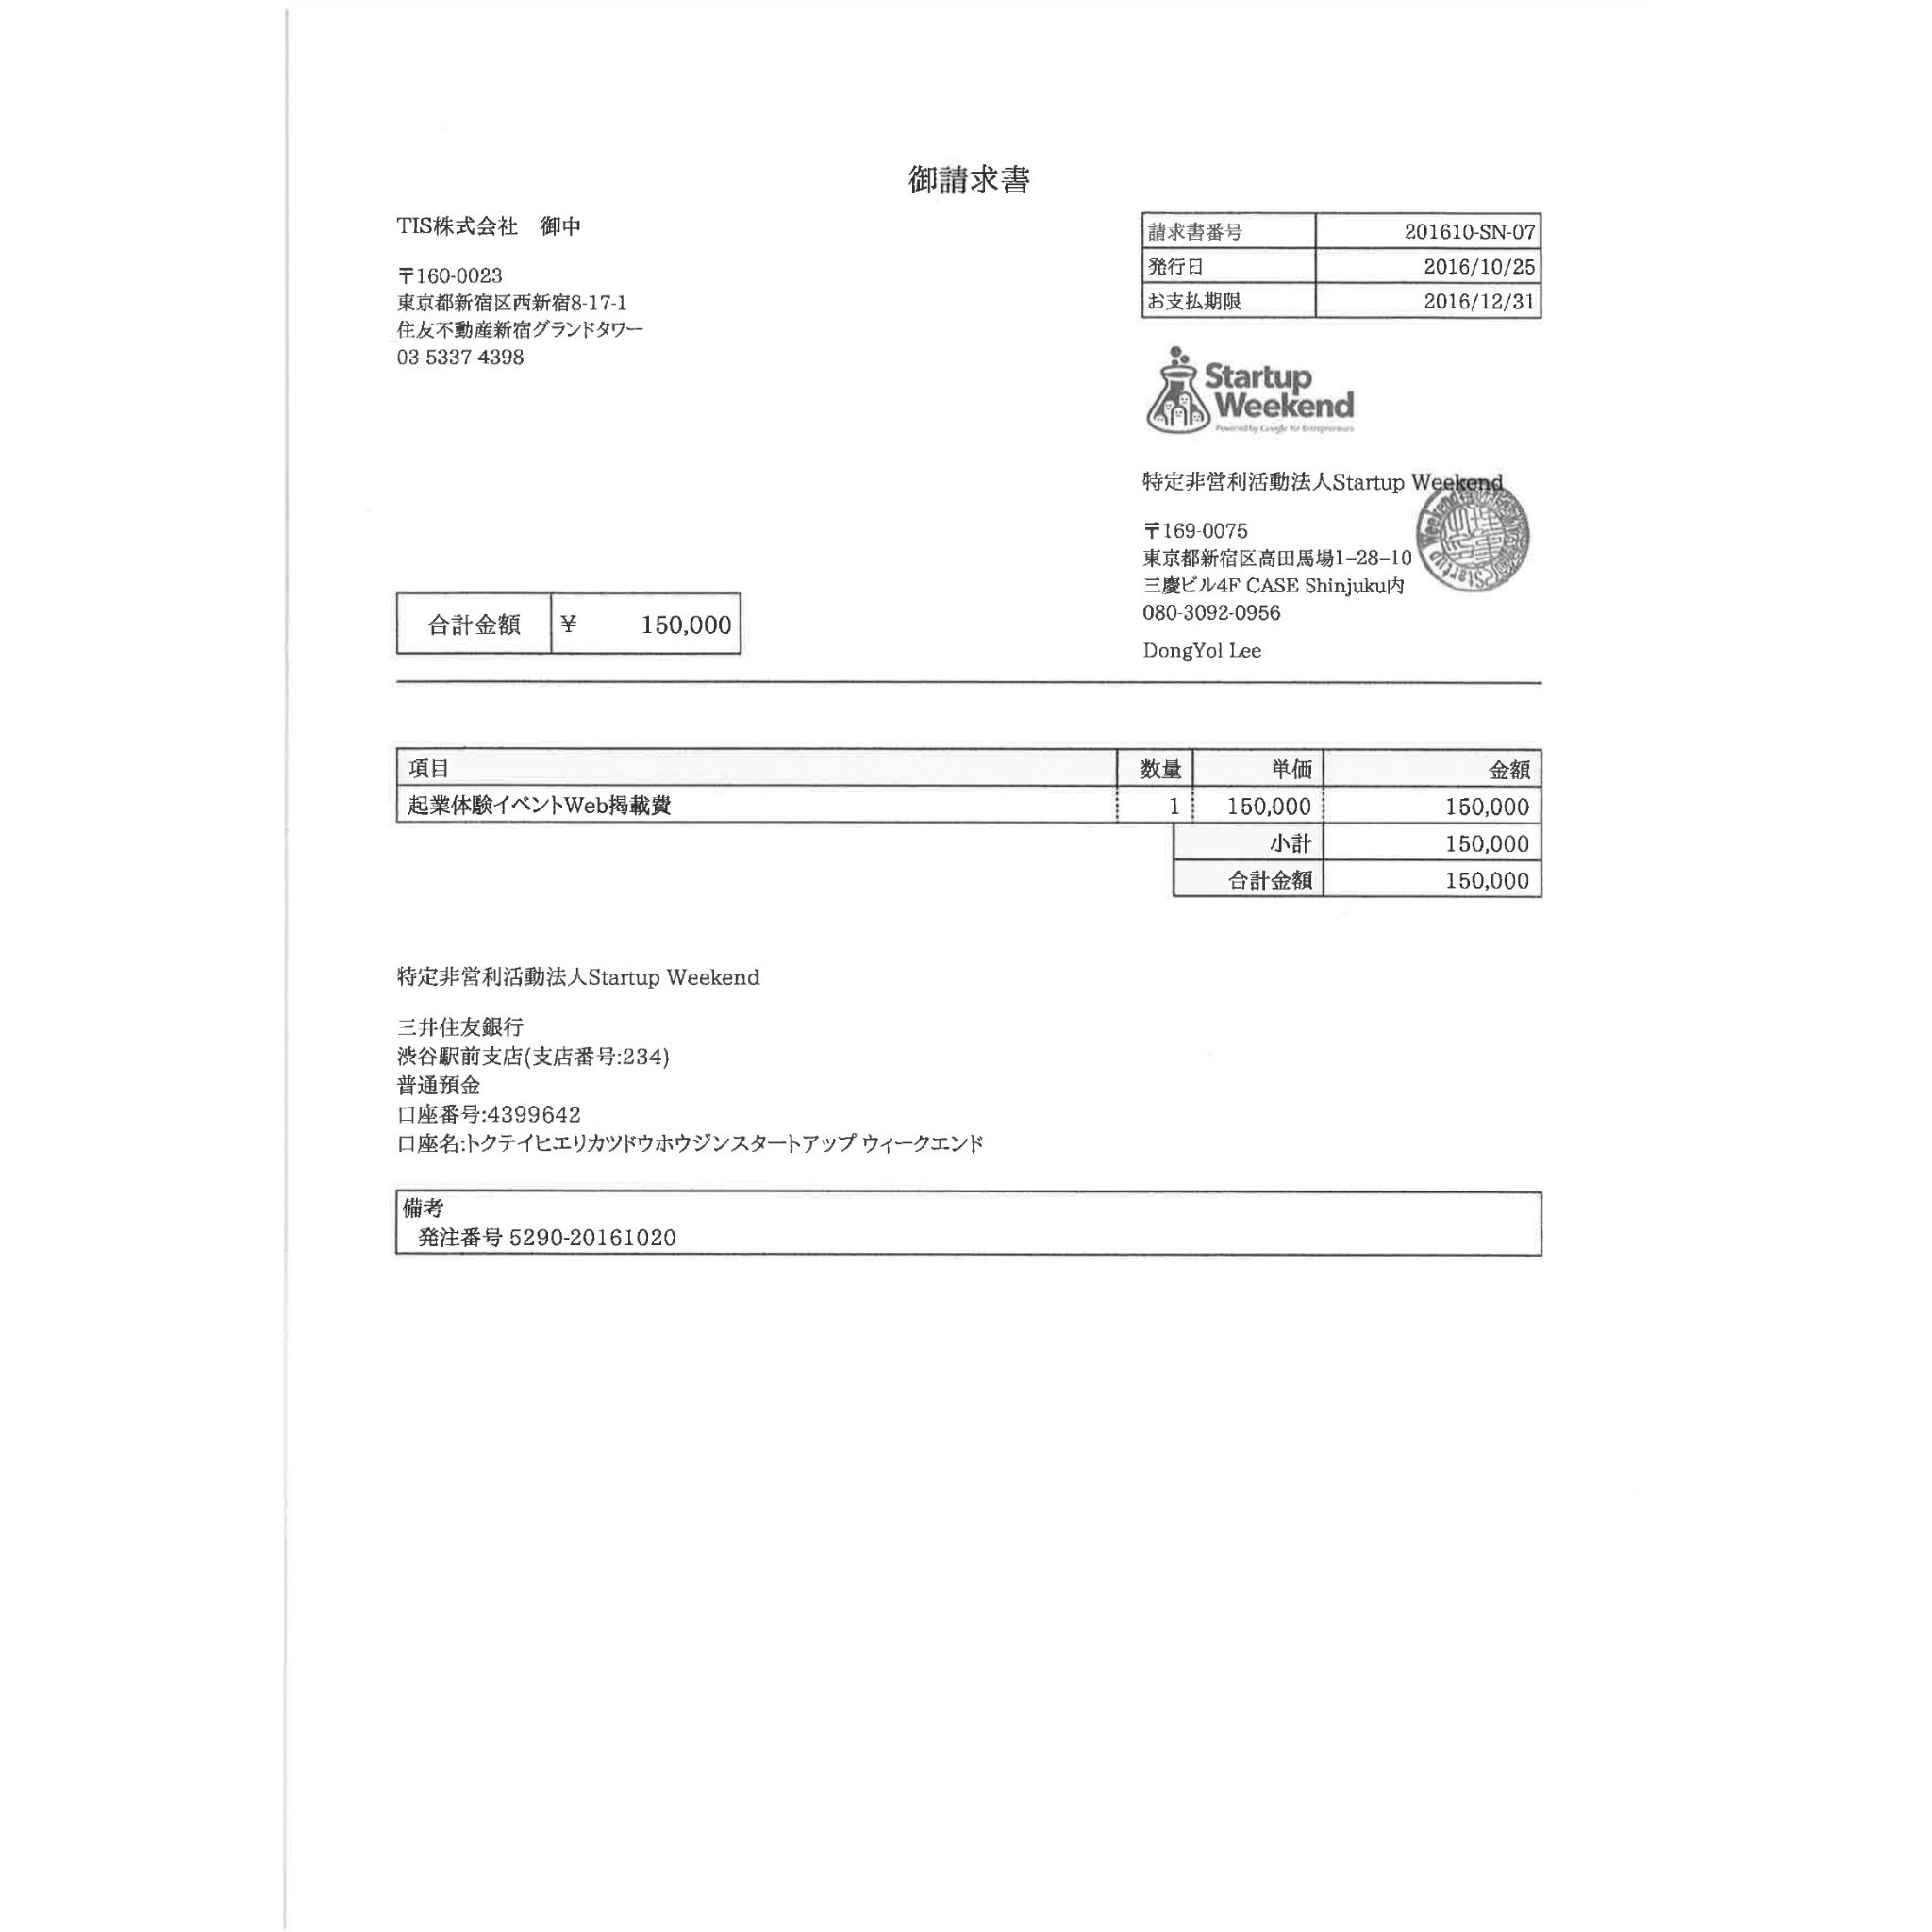 御請求書
TIS株式会社　御中
〒160-0023
東京都新宿区西新宿8-17-1
住友不動産新宿グランドタワー
03-5337-4398
請求書番号 201610-SN-07
発行日 2016/10/25
お支払期限 2016/12/31
Startup
Weekend
Powered by Google for Entrepreneurs
特定非営利活動法人Startup Weekend
〒169-0075
東京都新宿区高田馬場1-28-10
三慶ビル4F CASE Shinjuku内
080-3092-0956
DongYol Lee
合計金額 ¥ 150,000
項目 数量 単価 金額
起業体験イベントWeb掲載費 1 150,000 150,000
小計 150,000
合計金額 150,000
特定非営利活動法人Startup Weekend
三井住友銀行
渋谷駅前支店(支店番号:234)
普通預金
口座番号:4399642
口座名:トクテイヒエリカツドウホウジンスタートアップ ウィークエンド
備考
発注番号 5290-20161020